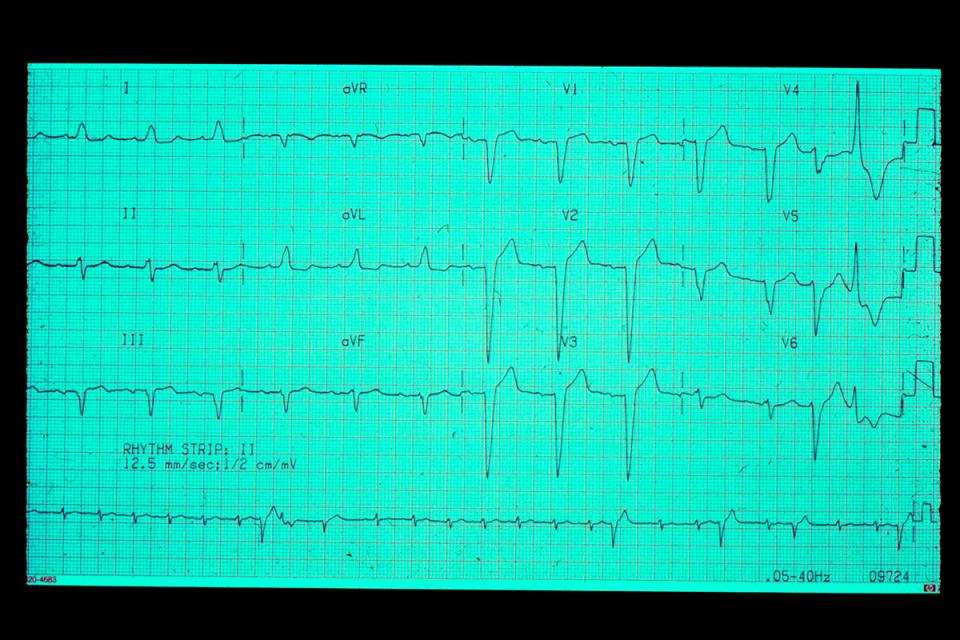 I aVR V1 V4
II aVL V2 V5
III aVF V3 V6
RHYTHM STRIP: II
12.5 mm/sec;1/2 cm/mV
.05-40Hz 09724
20-4683
hp